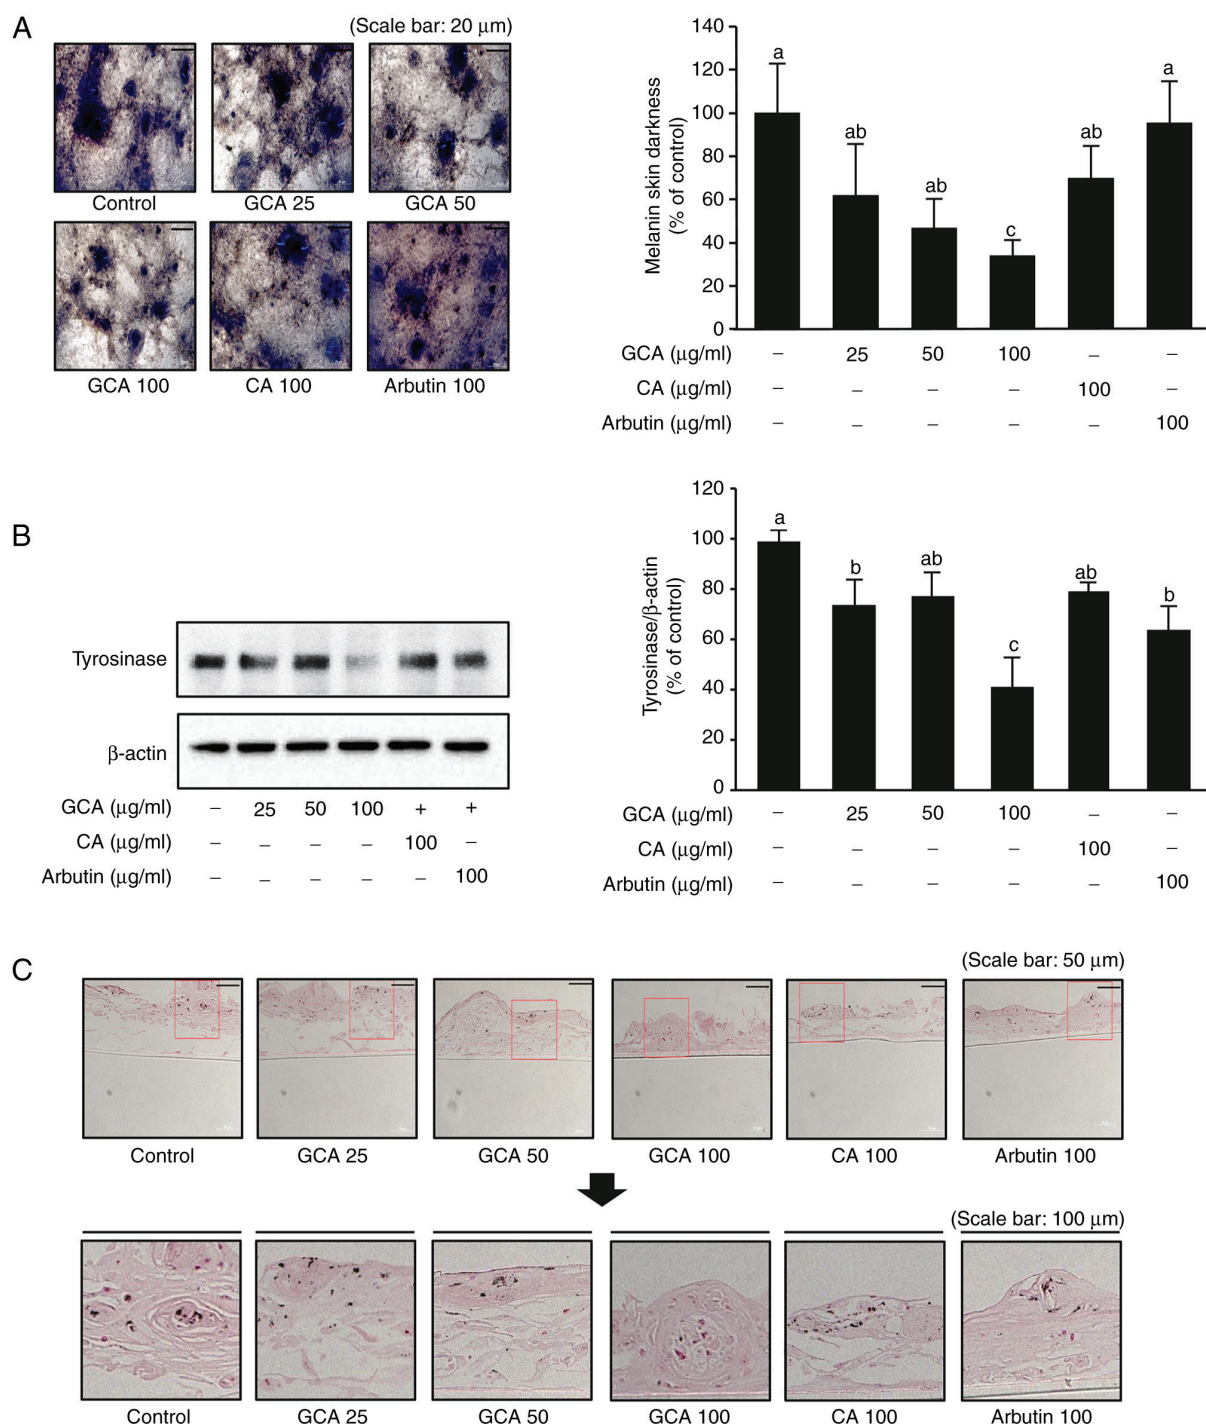 A
(Scale bar: 20 µm)
Control GCA 25 GCA 50
GCA 100 CA 100 Arbutin 100
Melanin skin darkness
(% of control)
140
120
100
80
60
40
20
0
a ab ab c ab a
GCA (µg/ml) – 25 50 100 – –
CA (µg/ml) – – – – 100 –
Arbutin (µg/ml) – – – – – 100
B
Tyrosinase
β-actin
GCA (µg/ml) – 25 50 100 + +
CA (µg/ml) – – – – 100 –
Arbutin (µg/ml) – – – – – 100
Tyrosinase/β-actin
(% of control)
120
100
80
60
40
20
0
a b ab c ab b
GCA (µg/ml) – 25 50 100 – –
CA (µg/ml) – – – – 100 –
Arbutin (µg/ml) – – – – – 100
C
(Scale bar: 50 µm)
Control GCA 25 GCA 50 GCA 100 CA 100 Arbutin 100
(Scale bar: 100 µm)
Control GCA 25 GCA 50 GCA 100 CA 100 Arbutin 100